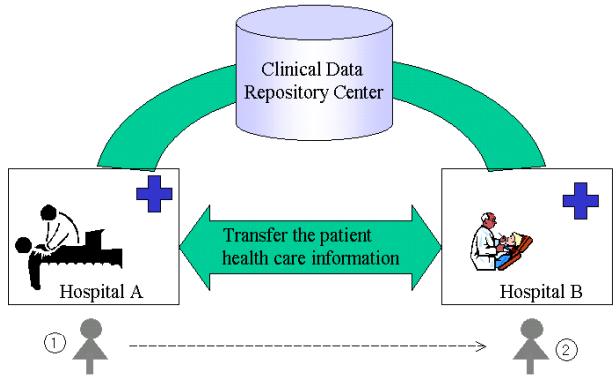 Clinical Data
Repository Center
Transfer the patient
health care information
Hospital A
Hospital B
①
②